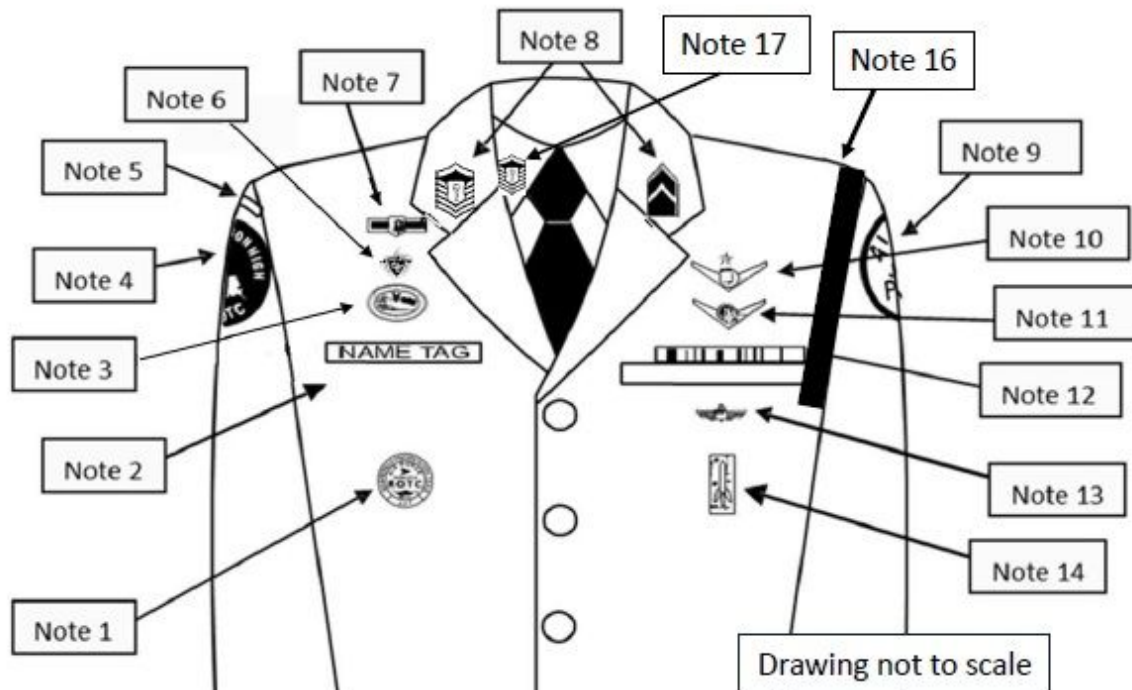 Note 8
Note 17
Note 7
Note 16
Note 6
Note 9
Note 5
Note 10
Note 4
Note 11
NAME TAG
Note 3
Note 12
Note 2
ROTC
Note 13
Note 14
Note 1
Drawing not to scale